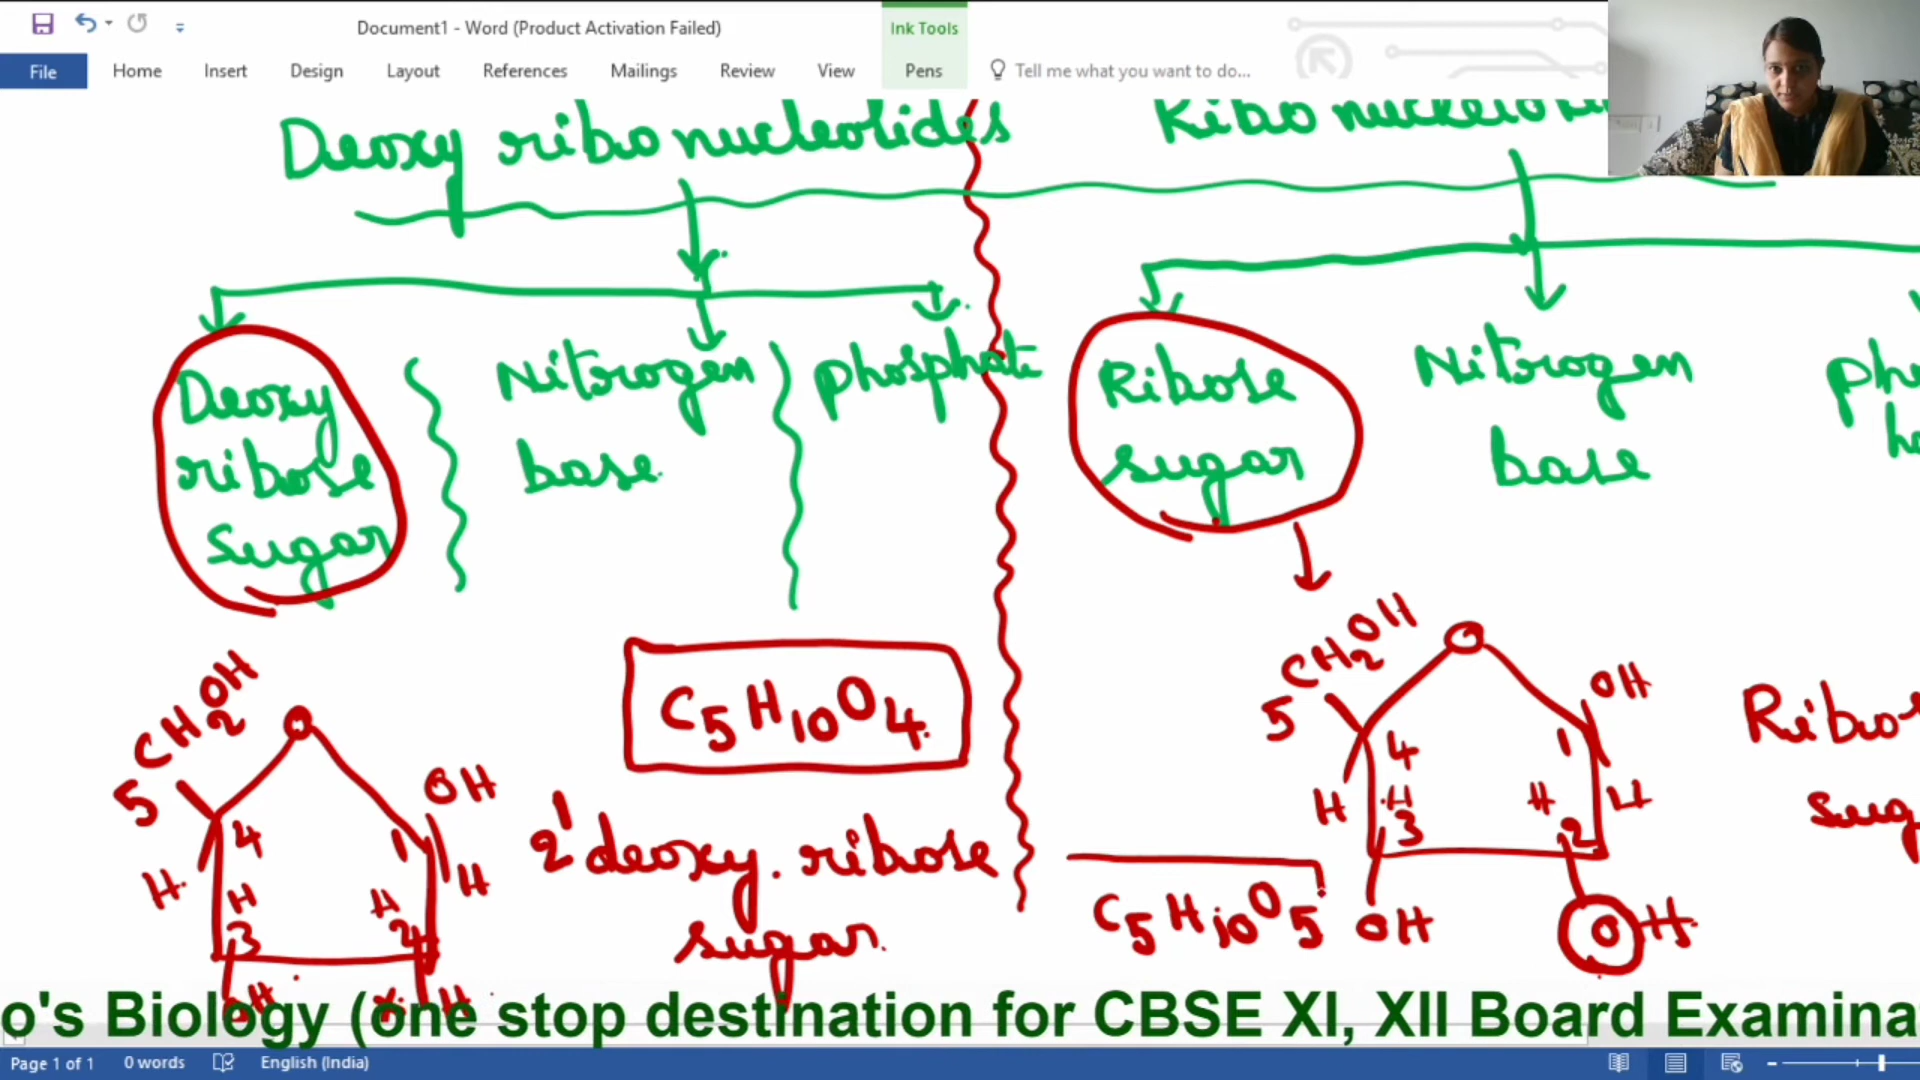 Document1 - Word (Product Activation Failed)
Ink Tools
File Home Insert Design Layout References Mailings Review View Pens Tell me what you want to do...
Deoxy ribo nucleotides
Deoxy
ribose
sugar
Nitrogen
base
phosphate
Ribose
sugar
Nitrogen
base
C5H10O4
2' deoxy ribose
sugar
CH2OH
5
O
4
1
OH
H
H
H
H
3
2
OH
H
CH2OH
5
O
4
1
OH
H
H
H
H
3
2
OH
OH
C5H10O5
o's Biology (one stop destination for CBSE XI, XII Board Examina
Page 1 of 1 0 words English (India)